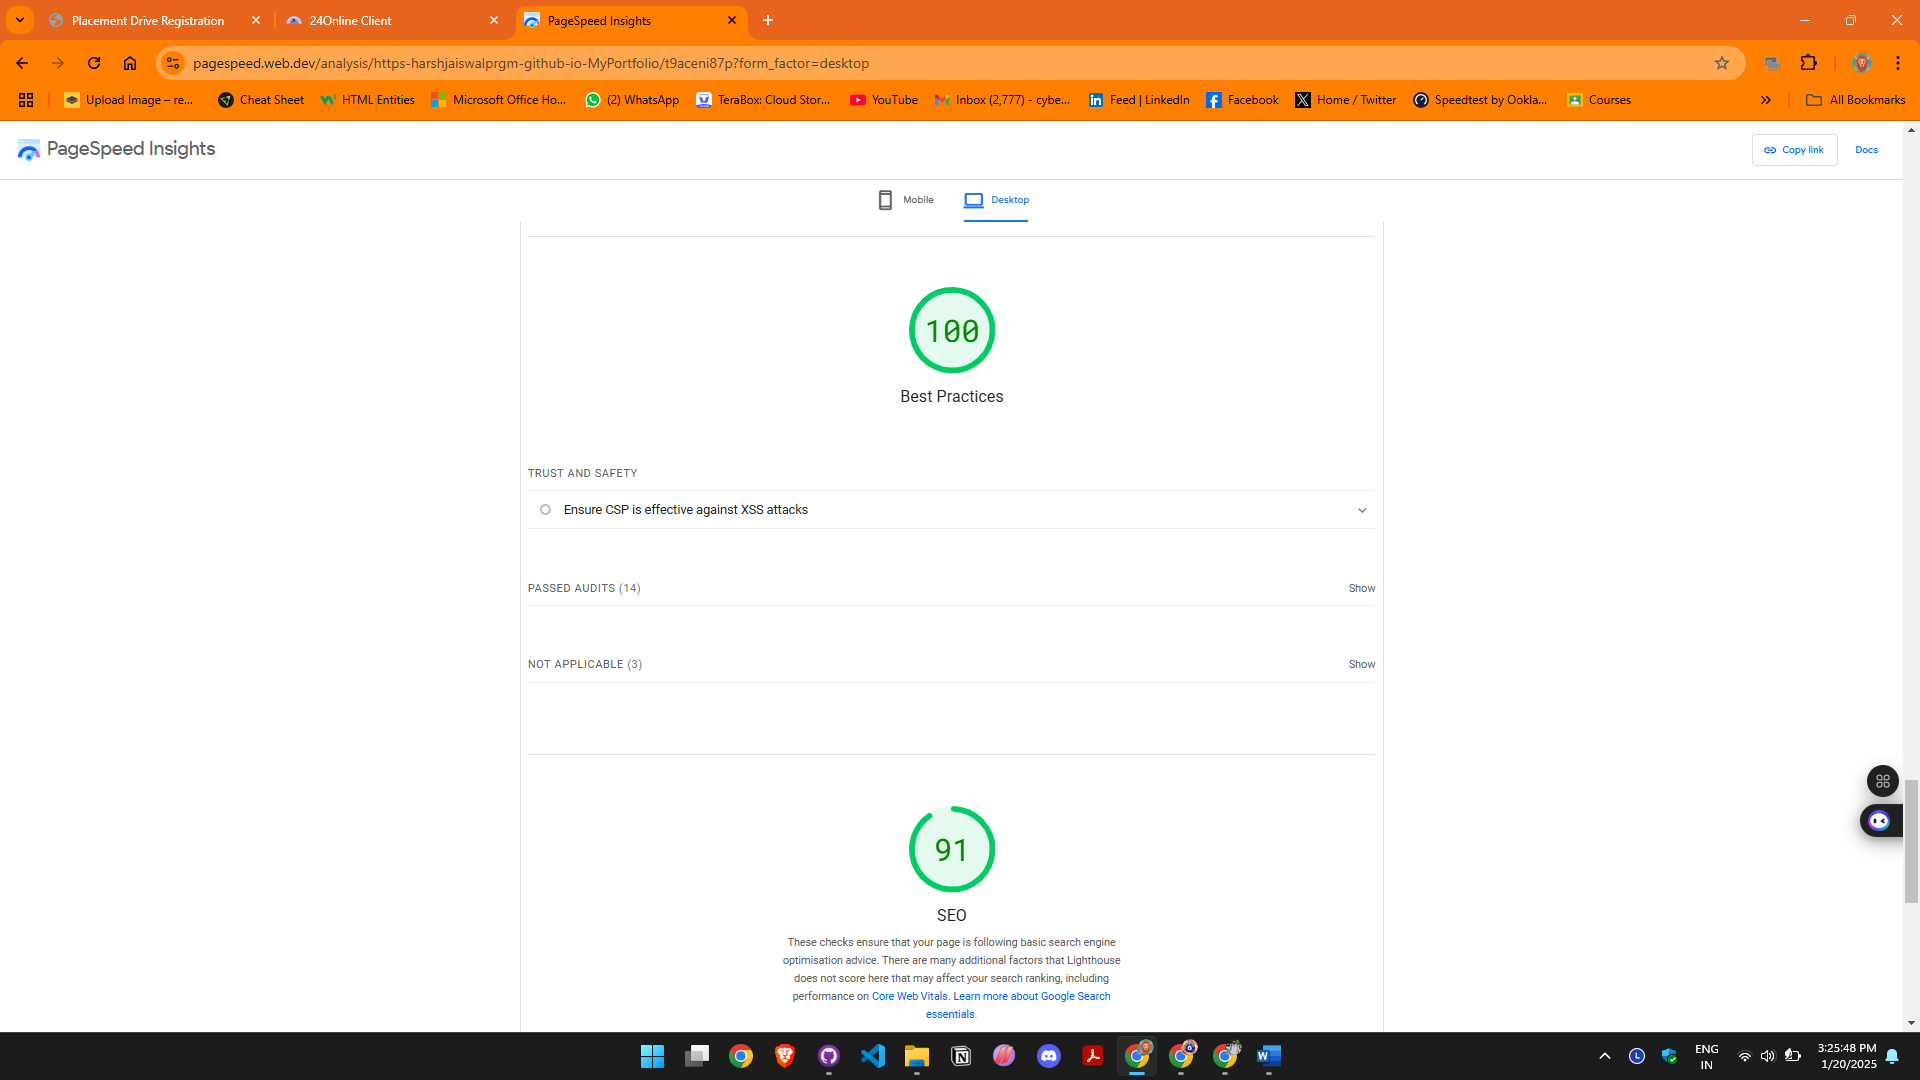 Placement Drive Registration
24Online Client
PageSpeed Insights
pagespeed.web.dev/analysis/https-harshjaiswalprgm-github-io-MyPortfolio/t9aceni87p?form_factor=desktop
Upload Image – re...
Cheat Sheet
HTML Entities
Microsoft Office Ho...
(2) WhatsApp
TeraBox: Cloud Stor...
YouTube
Inbox (2,777) - cybe...
Feed | LinkedIn
Facebook
Home / Twitter
Speedtest by Ookla...
Courses
All Bookmarks
PageSpeed Insights
Copy link
Docs
Mobile
Desktop
100
Best Practices
TRUST AND SAFETY
Ensure CSP is effective against XSS attacks
PASSED AUDITS (14)
Show
NOT APPLICABLE (3)
Show
91
SEO
These checks ensure that your page is following basic search engine
optimisation advice. There are many additional factors that Lighthouse
does not score here that may affect your search ranking, including
performance on Core Web Vitals. Learn more about Google Search
essentials.
ENG
IN
3:25:48 PM
1/20/2025